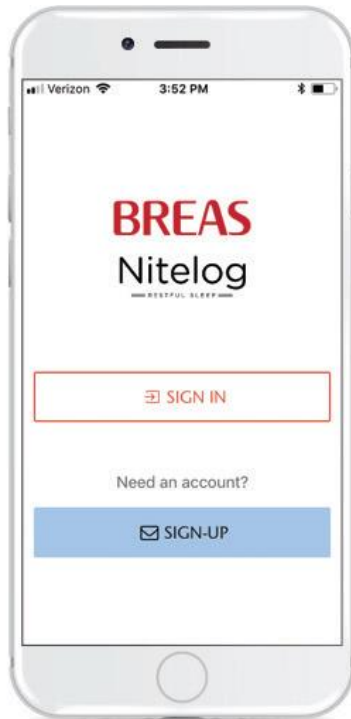 Verizon 3:52 PM
BREAS
Nitelog
RESTFUL SLEEP
SIGN IN
Need an account?
SIGN-UP